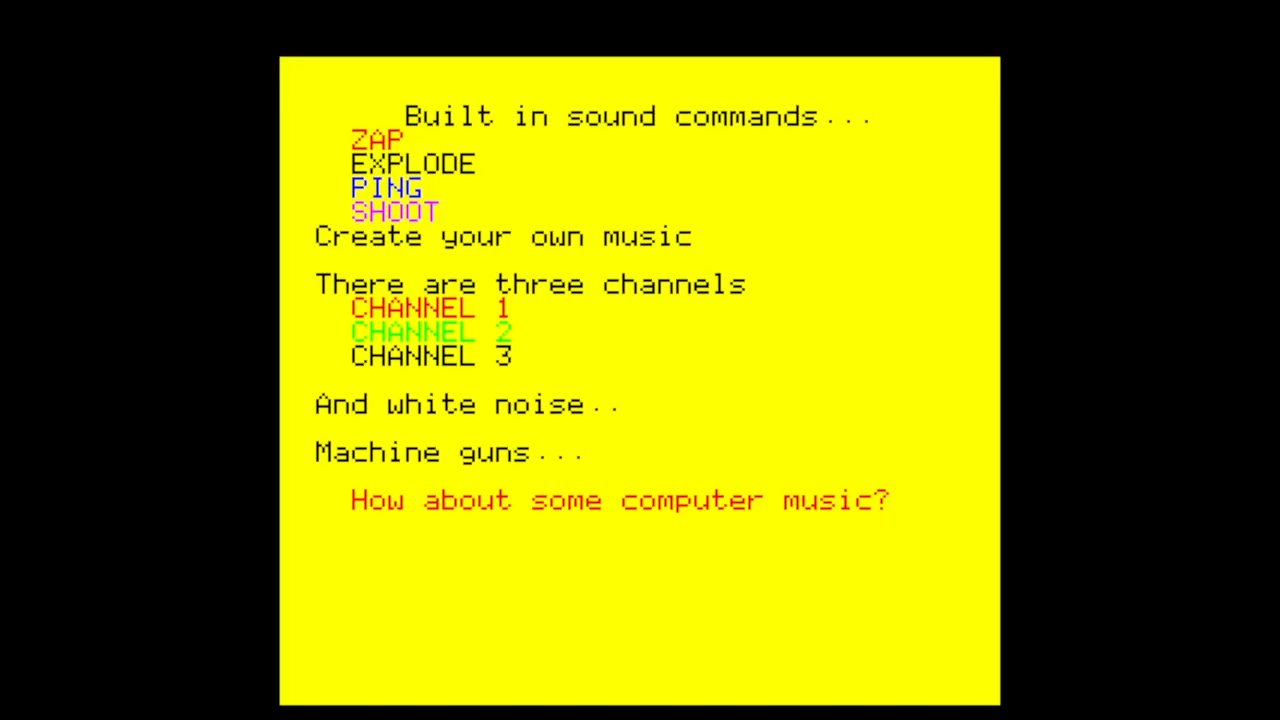 Built in sound commands...
ZAP
EXPLODE
PING
SHOOT
Create your own music
There are three channels
CHANNEL 1
CHANNEL 2
CHANNEL 3
And white noise..
Machine guns...
How about some computer music?